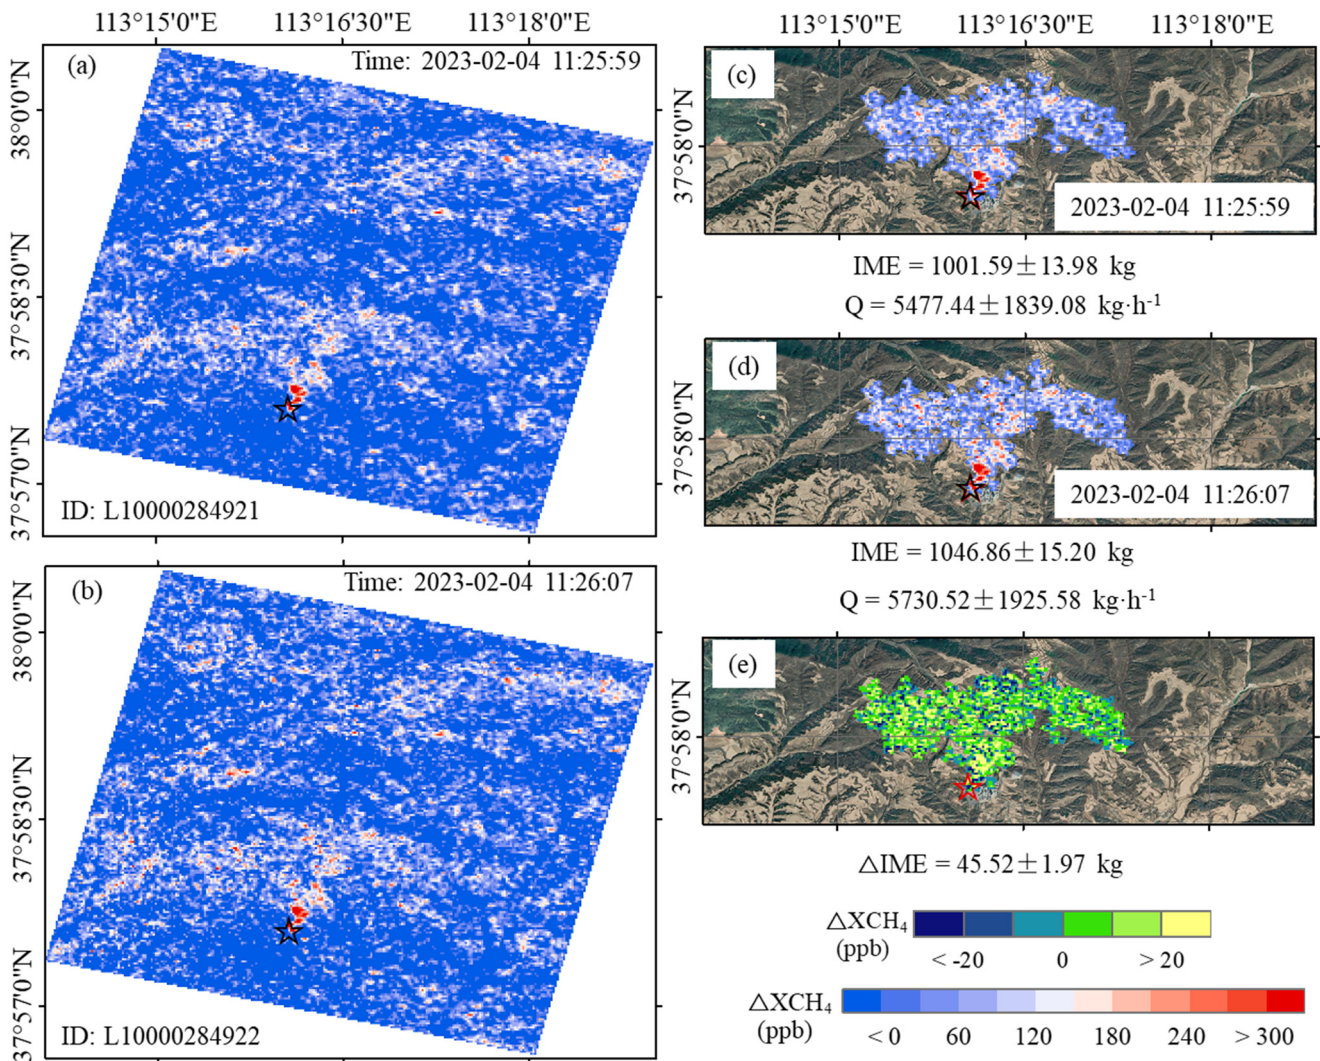 113°15'0"E 113°16'30"E 113°18'0"E
(a)
Time: 2023-02-04 11:25:59
38°0'0"N
37°58'30"N
37°57'0"N
ID: L10000284921
(b)
Time: 2023-02-04 11:26:07
38°0'0"N
37°58'30"N
37°57'0"N
ID: L10000284922
113°15'0"E 113°16'30"E 113°18'0"E
(c)
37°58'0"N
2023-02-04 11:25:59
IME = 1001.59±13.98 kg
Q = 5477.44±1839.08 kg·h⁻¹
(d)
37°58'0"N
2023-02-04 11:26:07
IME = 1046.86±15.20 kg
Q = 5730.52±1925.58 kg·h⁻¹
(e)
37°58'0"N
△IME = 45.52±1.97 kg
△XCH₄
(ppb)
< -20 0 > 20
△XCH₄
(ppb)
< 0 60 120 180 240 > 300